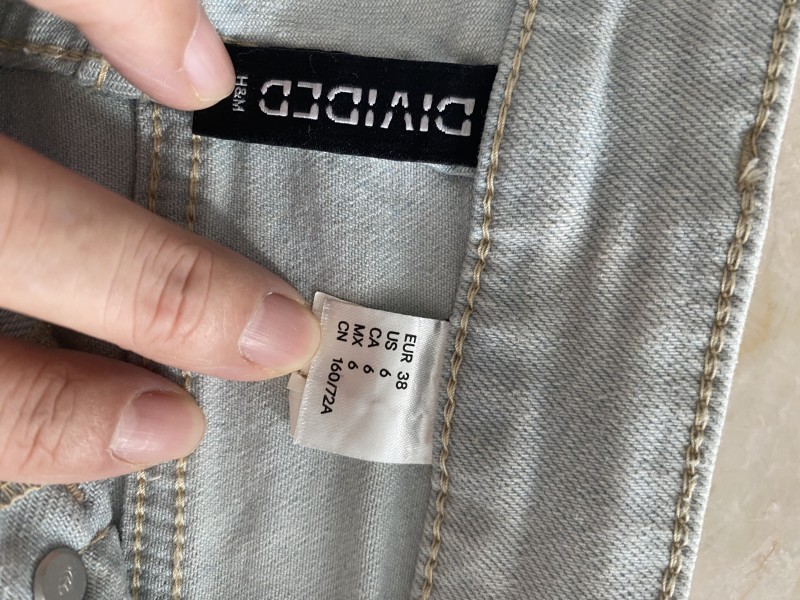 DIVIDED
H&M
EUR 38
US 6
CA 6
MX 6
CN 160/72A